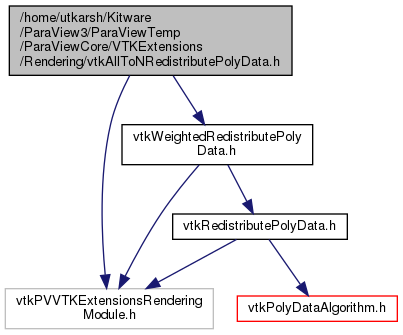 /home/utkarsh/Kitware
/ParaView3/ParaViewTemp
/ParaViewCore/VTKExtensions
/Rendering/vtkAllToNRedistributePolyData.h
vtkWeightedRedistributePoly
Data.h
vtkRedistributePolyData.h
vtkPVVTKExtensionsRendering
Module.h
vtkPolyDataAlgorithm.h